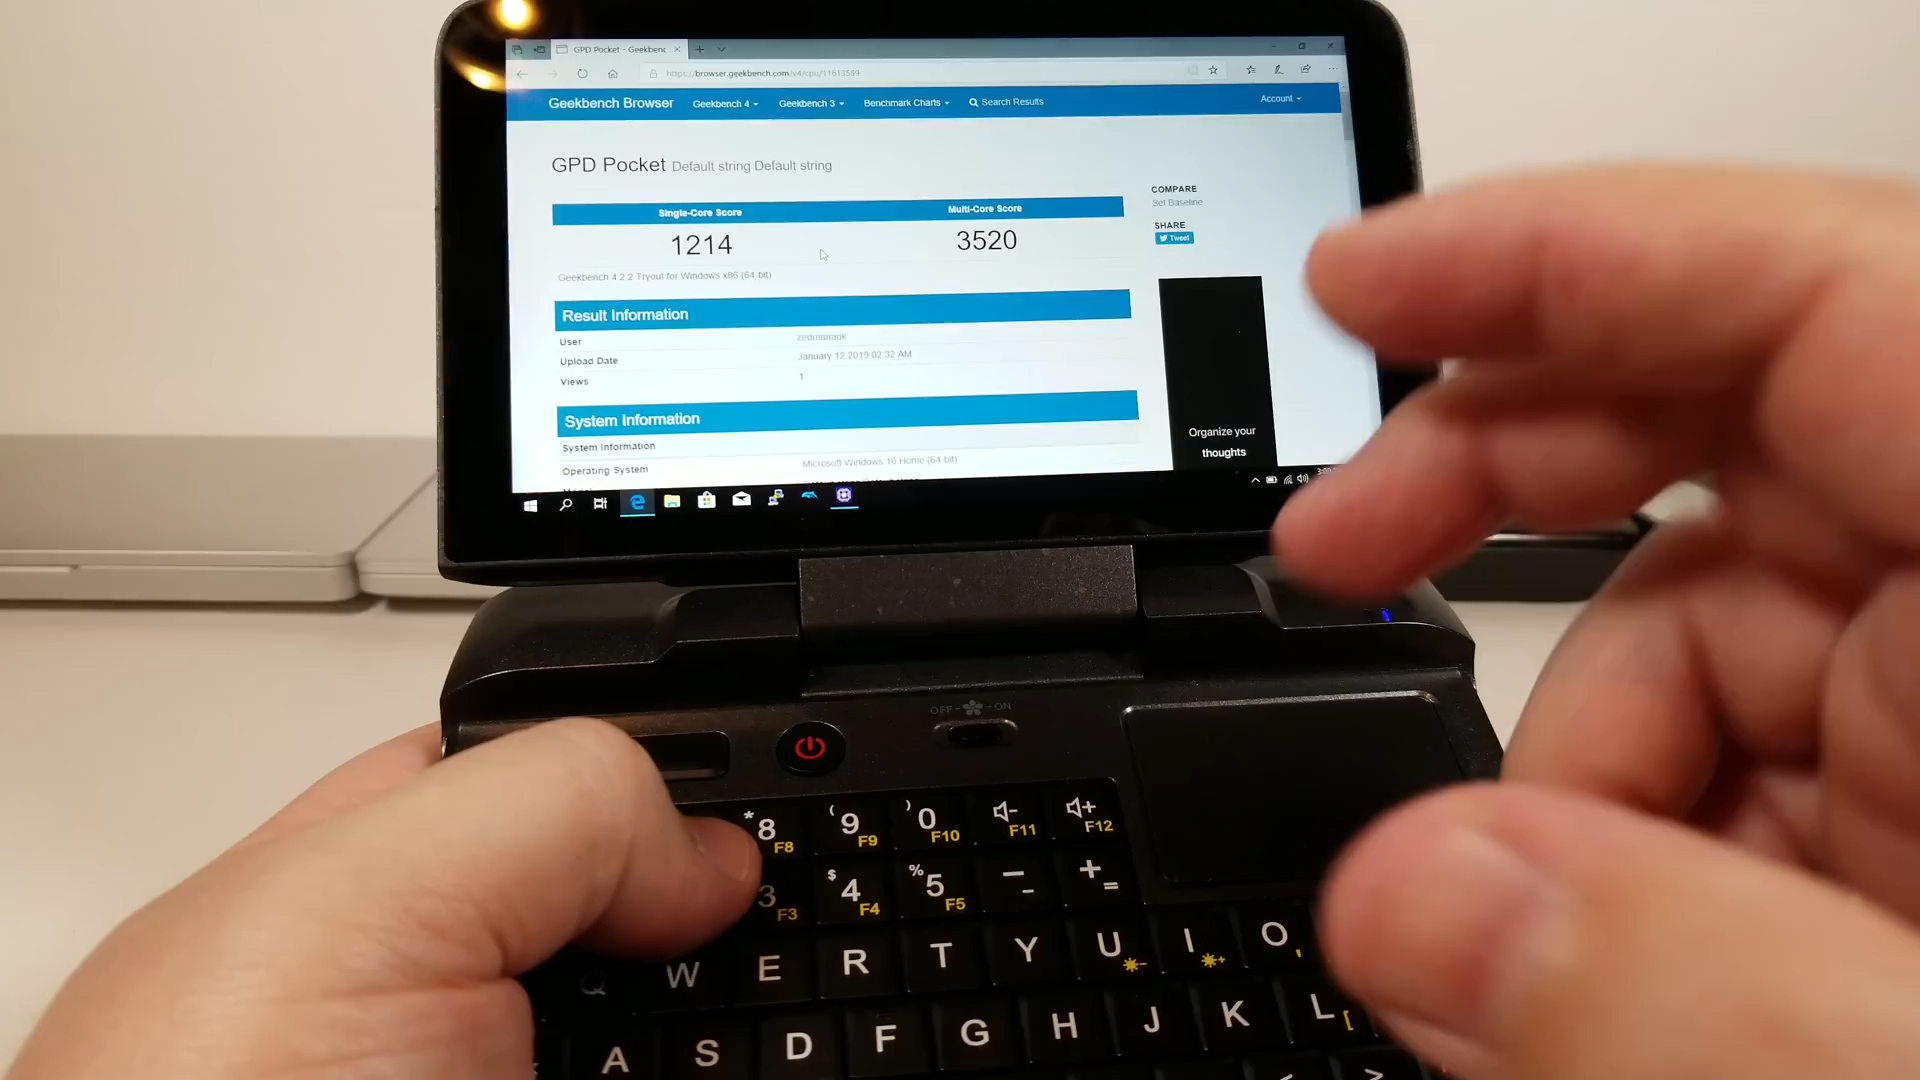 GPD Pocket - Geekbenc
https://browser.geekbench.com/v4/cpu/11613589
Geekbench Browser Geekbench 4 Geekbench 3 Benchmark Charts Search Results Account
GPD Pocket Default string Default string
COMPARE
Set Baseline
SHARE
Tweet
Single-Core Score Multi-Core Score
1214 3520
Geekbench 4.2.2 Tryout for Windows x86 (64-bit)
Result Information
User zedmanauk
Upload Date January 12 2019 02:32 AM
Views 1
System Information
System Information
Operating System Microsoft Windows 10 Home (64-bit)
Organize your
thoughts
OFF - ON
* 8 F8 ( 9 F9 ) 0 F10 - F11 + F12
3 F3 $ 4 F4 % 5 F5 _ - + =
Q W E R T Y U - I + O ,
A S D F G H J K L [
>